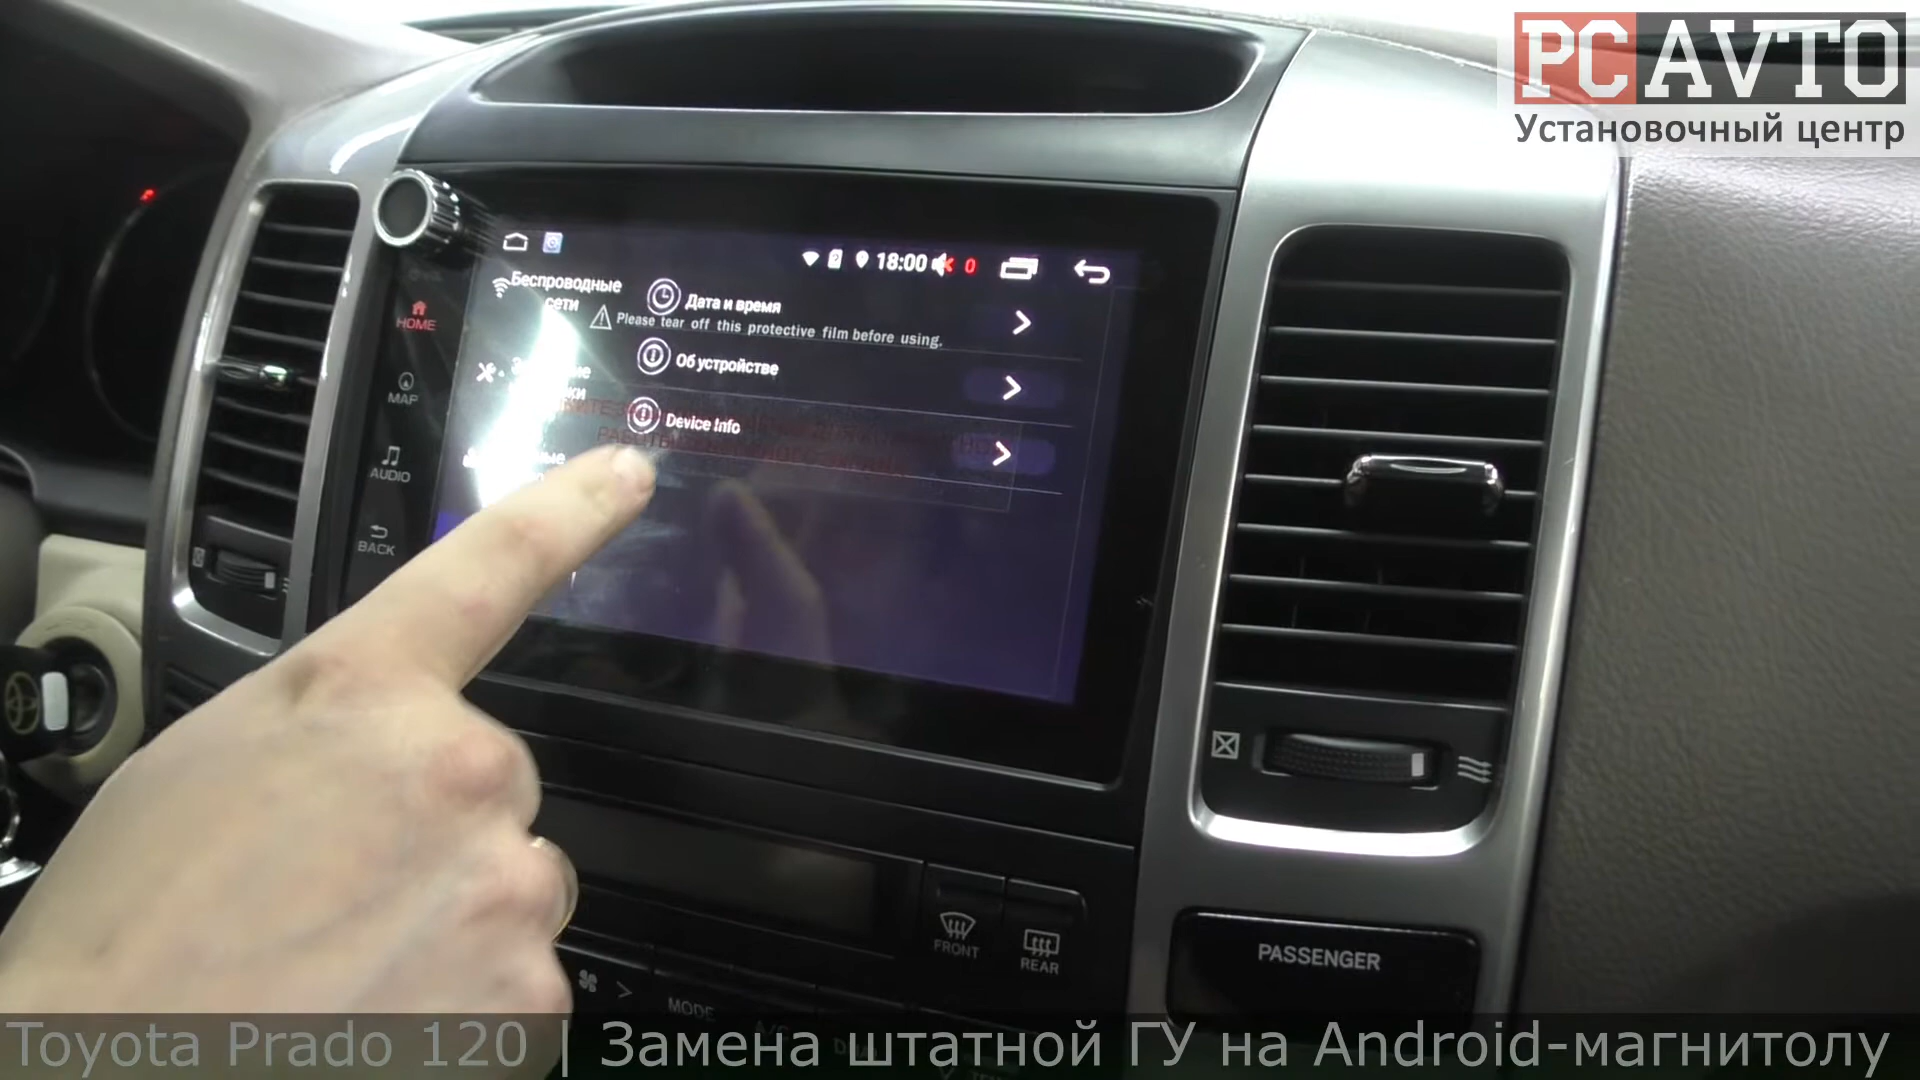 PC AVTO
Установочный центр
18:00 0
Беспроводные
сети
Дата и время
Please tear off this protective film before using.
Об устройстве
Device Info
HOME
MAP
AUDIO
BACK
FRONT
REAR
PASSENGER
MODE
Toyota Prado 120 | Замена штатной ГУ на Android-магнитолу